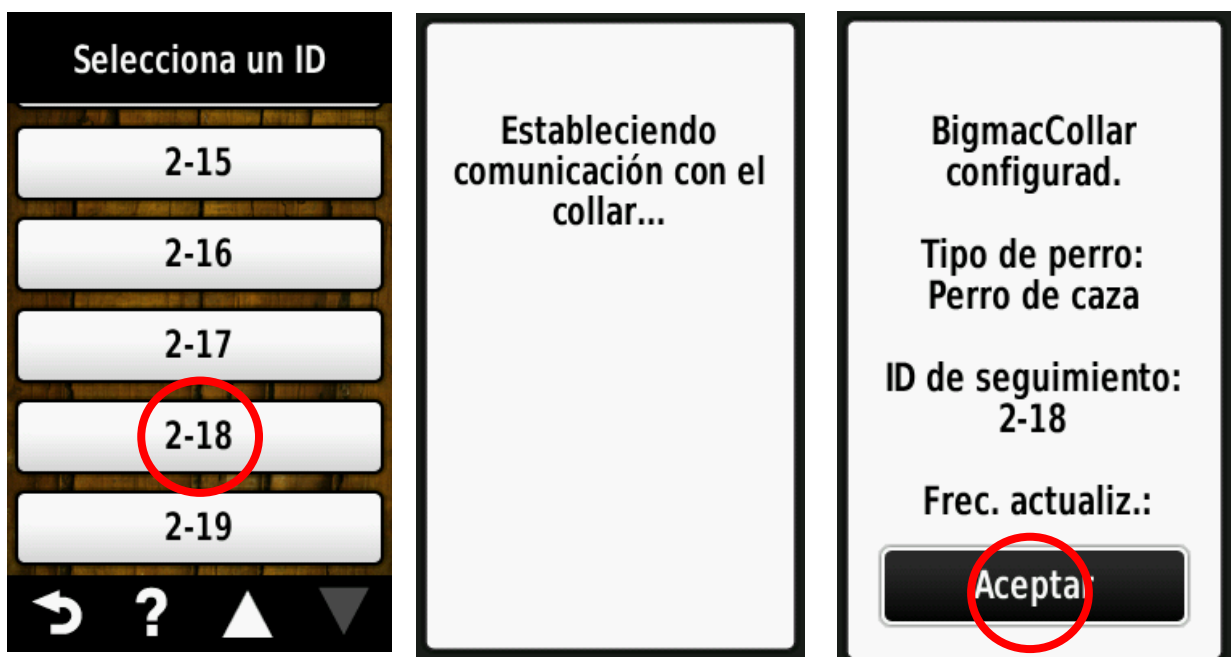 Selecciona un ID
2-15
2-16
2-17
2-18
2-19
?
Estableciendo
comunicación con el
collar...
BigmacCollar
configurad.
Tipo de perro:
Perro de caza
ID de seguimiento:
2-18
Frec. actualiz.:
Aceptar